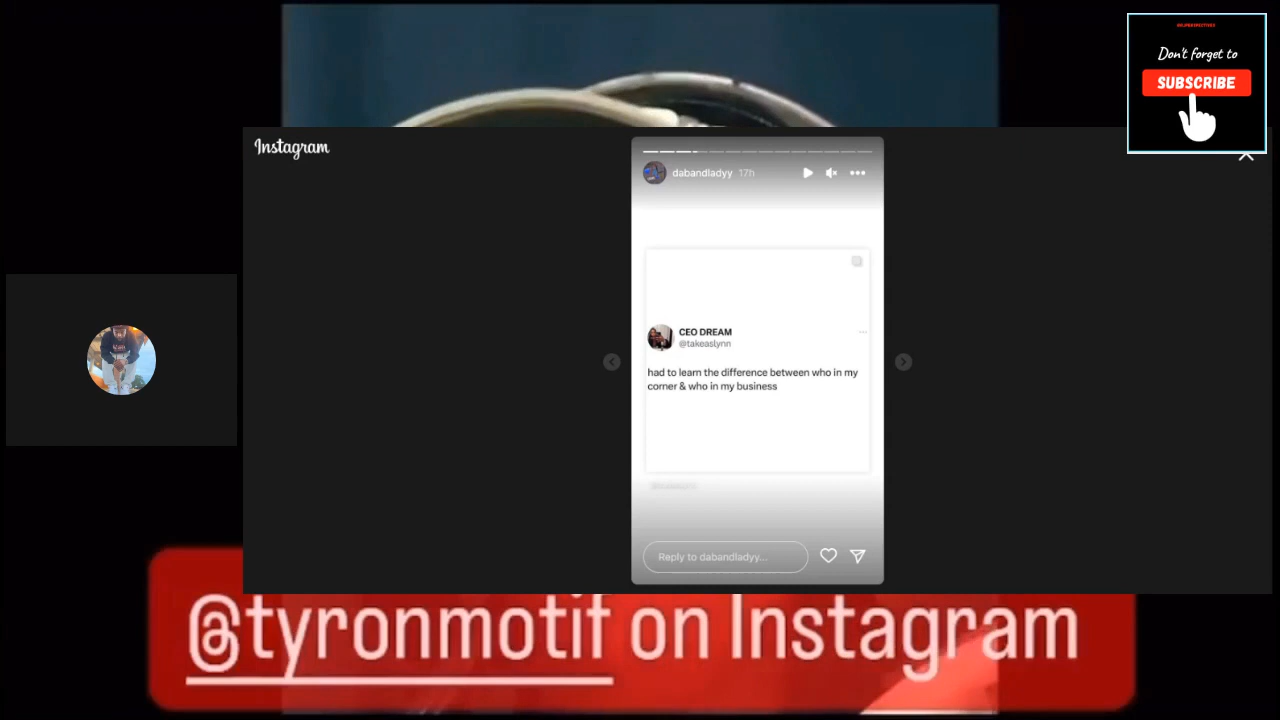 Don't forget to
SUBSCRIBE
Instagram
dabandladyy 17h
CEO DREAM
@takeaslynn
had to learn the difference between who in my
corner & who in my business
Reply to dabandladyy...
@tyronmotif on Instagram